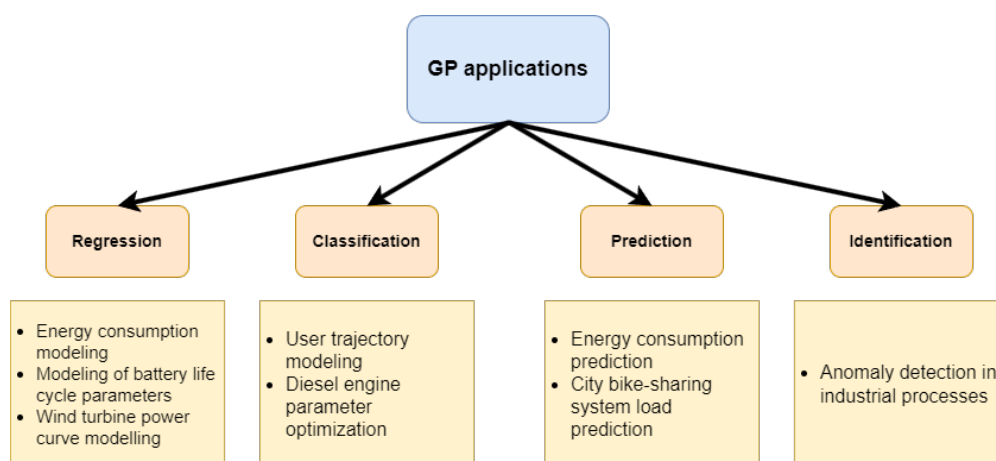 GP applications
Regression
Classification
Prediction
Identification
• Energy consumption
modeling
• Modeling of battery life
cycle parameters
• Wind turbine power
curve modelling
• User trajectory
modeling
• Diesel engine
parameter
optimization
• Energy consumption
prediction
• City bike-sharing
system load
prediction
• Anomaly detection in
industrial processes